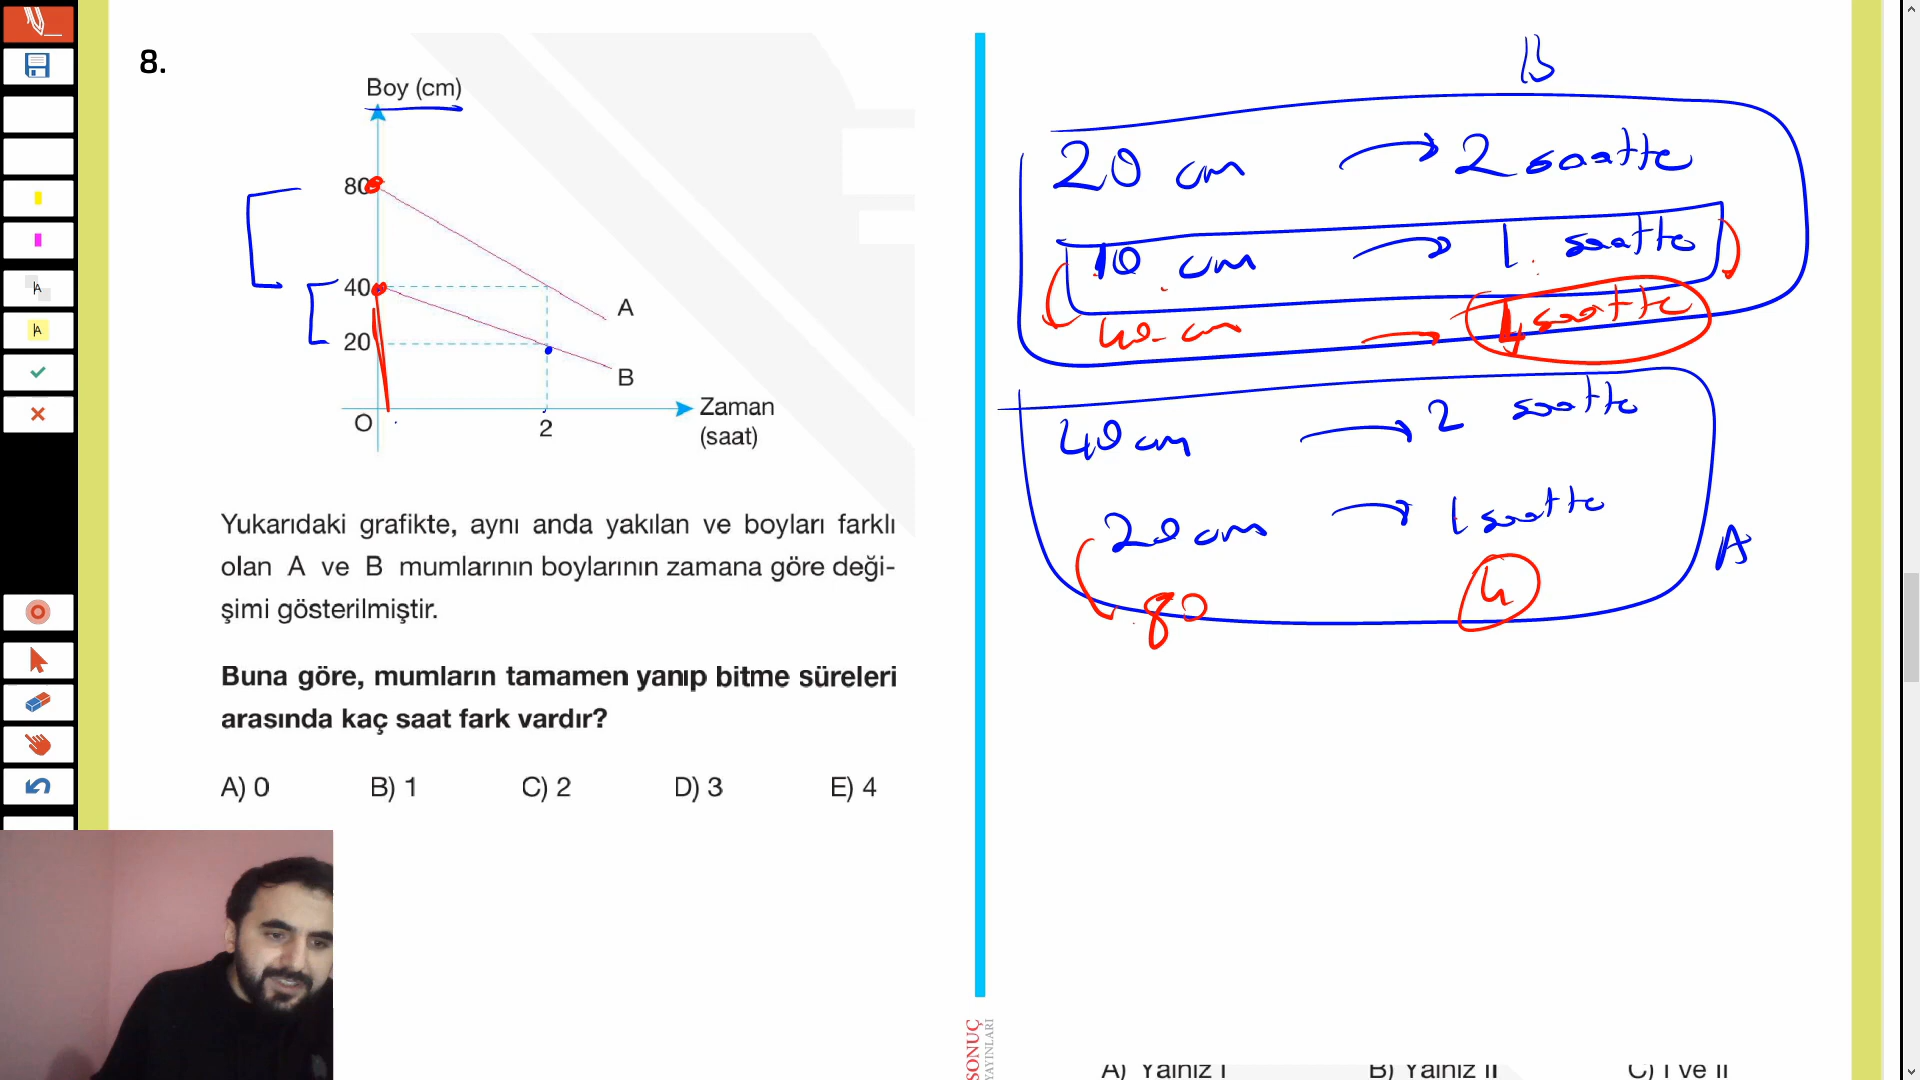 8.
Boy (cm)
80
40
20
O
2
A
B
Zaman
(saat)
Yukarıdaki grafikte, aynı anda yakılan ve boyları farklı
olan A ve B mumlarının boylarının zamana göre deği-
şimi gösterilmiştir.
Buna göre, mumların tamamen yanıp bitme süreleri
arasında kaç saat fark vardır?
A) 0 B) 1 C) 2 D) 3 E) 4
B
20 cm → 2 saatte
10 cm → 1 saatte
40 cm → 4 saatte
40 cm → 2 saatte
20 cm → 1 saatte
A
80 4
SONUÇ
YAYINLARI
A) Yalnız I B) Yalnız II C) I ve II